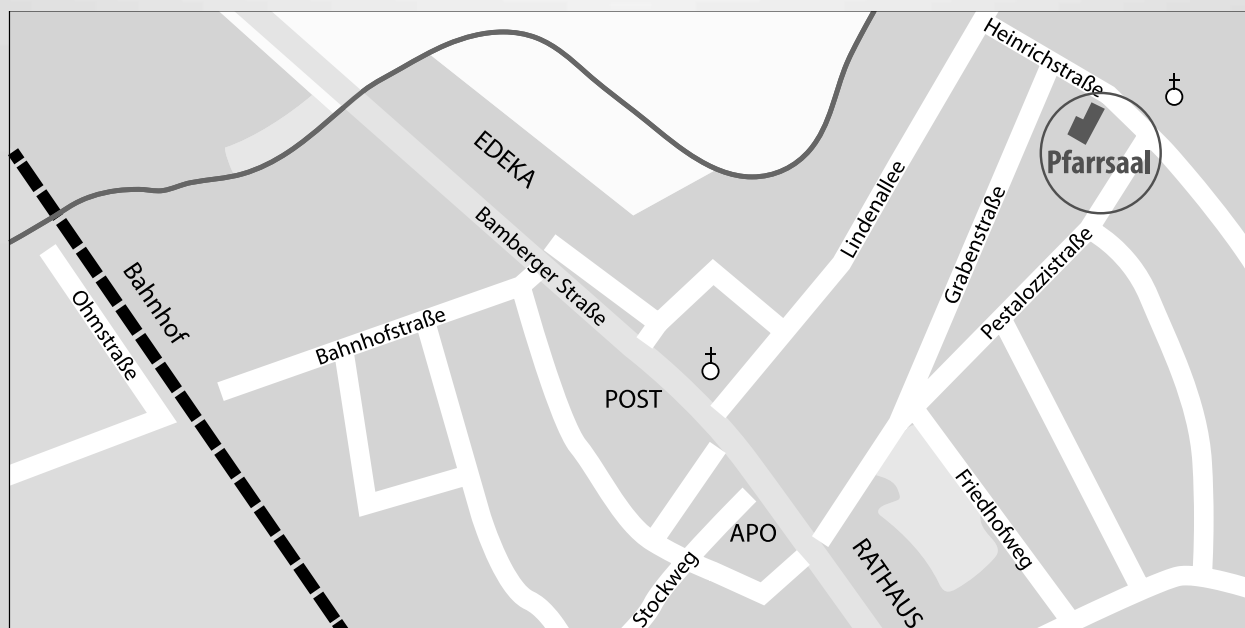 Heinrichstraße
Pfarrsaal
EDEKA
Lindenallee
Grabenstraße
Bamberger Straße
Pestalozzistraße
Bahnhof
Ohmstraße
Bahnhofstraße
POST
Friedhofweg
APO
RATHAUS
Stockweg